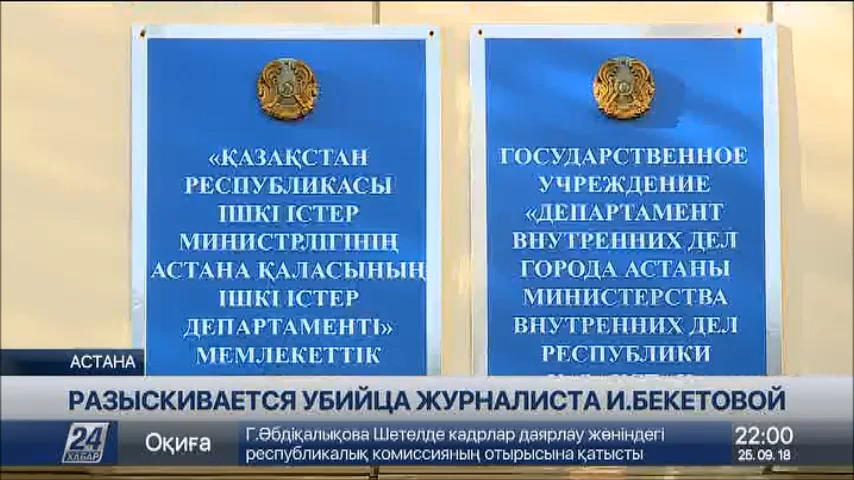 «ҚАЗАҚСТАН
РЕСПУБЛИКАСЫ
ІШКІ ІСТЕР
МИНИСТРЛІГІНІҢ
АСТАНА ҚАЛАСЫНЫҢ
ІШКІ ІСТЕР
ДЕПАРТАМЕНТІ»
МЕМЛЕКЕТТІК
ГОСУДАРСТВЕННОЕ
УЧРЕЖДЕНИЕ
«ДЕПАРТАМЕНТ
ВНУТРЕННИХ ДЕЛ
ГОРОДА АСТАНЫ
МИНИСТЕРСТВА
ВНУТРЕННИХ ДЕЛ
РЕСПУБЛИКИ
АСТАНА
РАЗЫСКИВАЕТСЯ УБИЙЦА ЖУРНАЛИСТА И.БЕКЕТОВОЙ
24
ХАБАР
Оқиға
Г.Әбдіқалықова Шетелде кадрлар даярлау жөніндегі
республикалық комиссияның отырысына қатысты
22:00
25.09.18